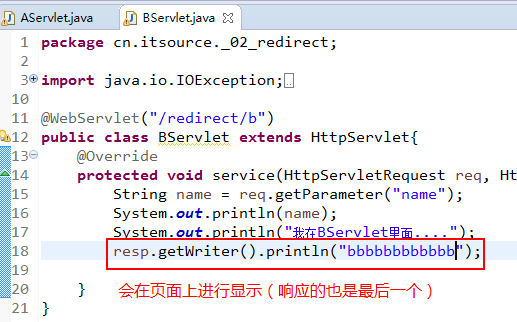 AServlet.java BServlet.java
1 package cn.itsource._02_redirect;
2
3 import java.io.IOException;
10
11 @WebServlet("/redirect/b")
12 public class BServlet extends HttpServlet{
13 @Override
14 protected void service(HttpServletRequest req, Ht
15 String name = req.getParameter("name");
16 System.out.println(name);
17 System.out.println("我在BServlet里面....");
18 resp.getWriter().println("bbbbbbbbbbbb");
19
20 } 会在页面上进行显示（响应的也是最后一个）
21 }